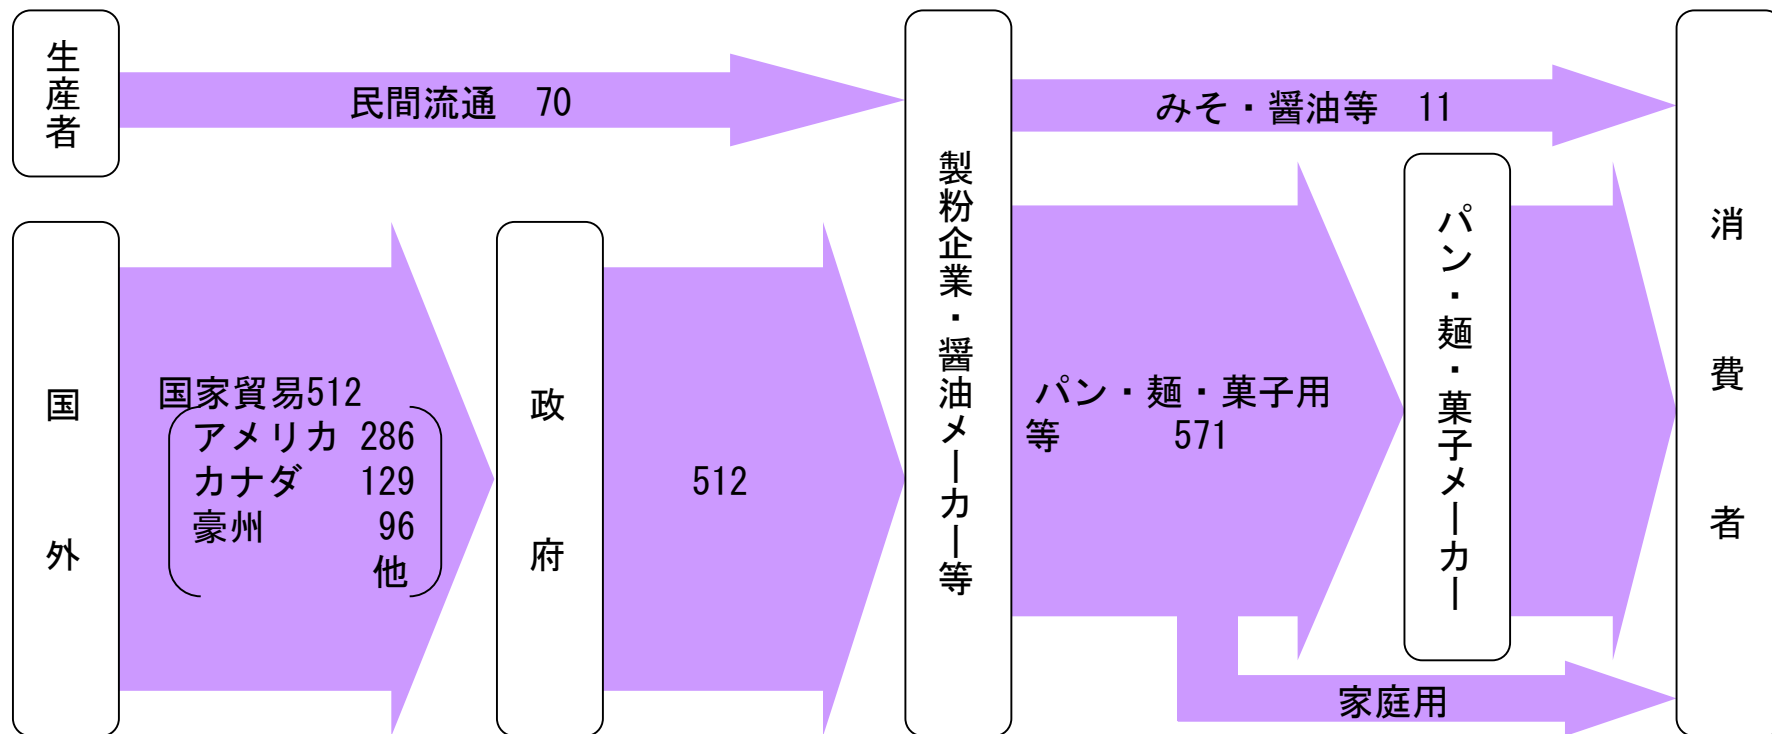 生産者
民間流通　70
国外
国家貿易512
アメリカ 286
カナダ　 129
豪州　　 96
他
政府
512
製粉企業・醤油メーカー等
みそ・醤油等　11
パン・麺・菓子用
等　　　571
パン・麺・菓子メーカー
家庭用
消費者